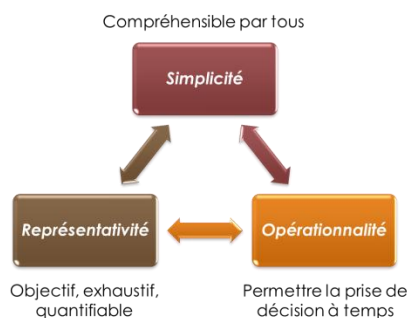 Compréhensible par tous
Simplicité
Représentativité
Opérationnalité
Objectif, exhaustif,
quantifiable
Permettre la prise de
décision à temps